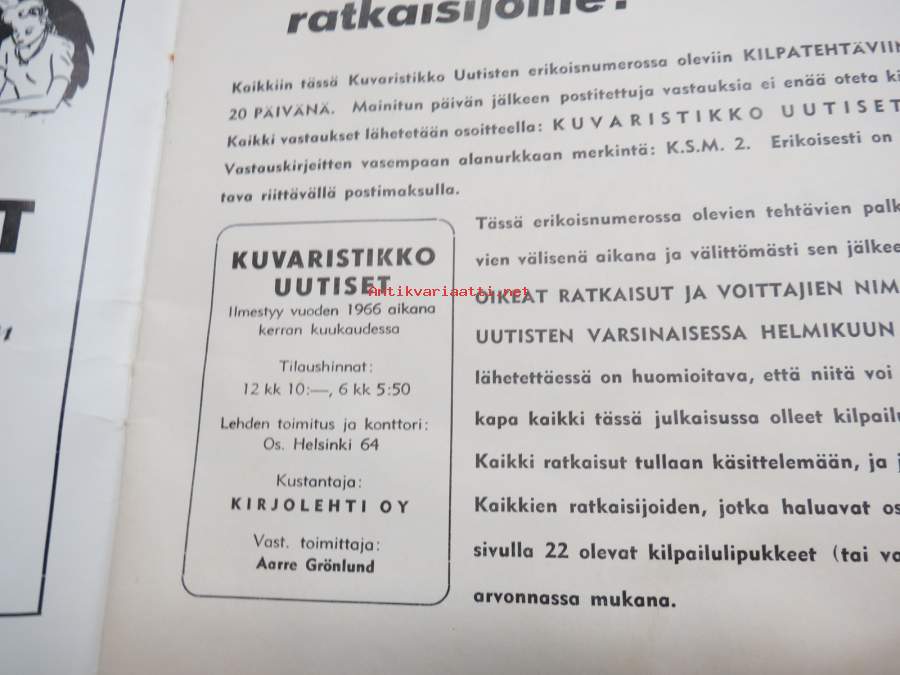 ratkaisijoille!
Kaikkiin tässä Kuvaristikko Uutisten erikoisnumerossa oleviin KILPATEHTÄVIIN
20 PÄIVÄNÄ. Mainitun päivän jälkeen postitettuja vastauksia ei enää oteta
Kaikki vastaukset lähetetään osoitteella: KUVARISTIKKO UUTISET
Vastauskirjeitten vasempaan alanurkkaan merkintä: K.S.M. 2. Erikoisesti on
tava riittävällä postimaksulla.
KUVARISTIKKO
UUTISET
Ilmestyy vuoden 1966 aikana
kerran kuukaudessa
Tilaushinnat:
12 kk 10:—, 6 kk 5:50
Lehden toimitus ja konttori:
Os. Helsinki 64
Kustantaja:
KIRJOLEHTI OY
Vast. toimittaja:
Aarre Grönlund
Tässä erikoisnumerossa olevien tehtävien palk
vien välisenä aikana ja välittömästi sen jälkee
OIKEAT RATKAISUT JA VOITTAJIEN NIM
UUTISTEN VARSINAISESSA HELMIKUUN
lähetettäessä on huomioitava, että niitä voi
kapa kaikki tässä julkaisussa olleet kilpailu
Kaikki ratkaisut tullaan käsittelemään, ja j
Kaikkien ratkaisijoiden, jotka haluavat os
sivulla 22 olevat kilpailulipukkeet (tai va
arvonnassa mukana.
Antikvariaatti.net